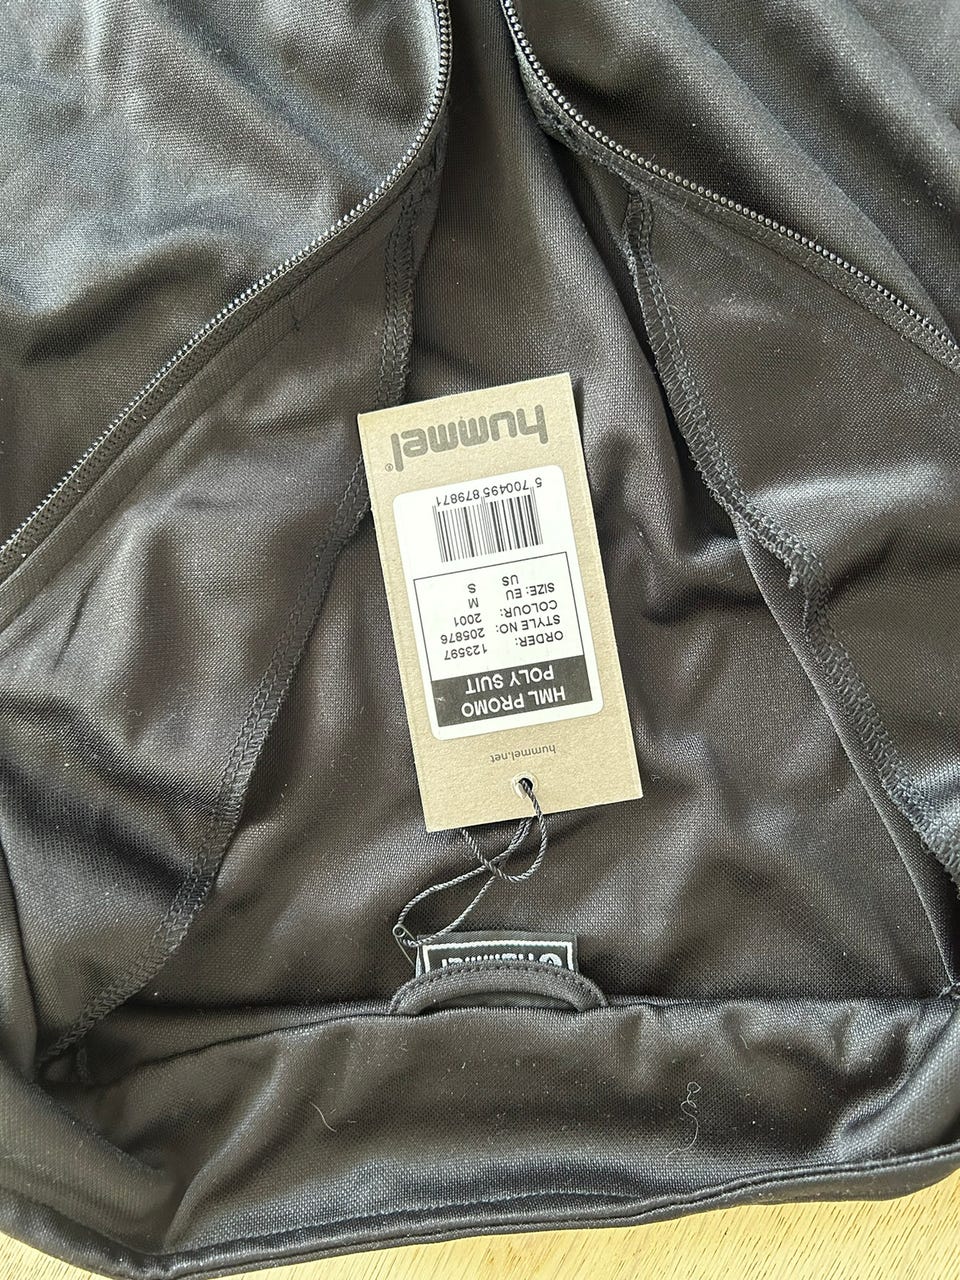 hummel
hummel.net
HML PROMO
POLY SUIT
ORDER: 123597
STYLE NO: 205876
COLOUR: 2001
SIZE: EU M
US S
5 700495 879871
hummel®